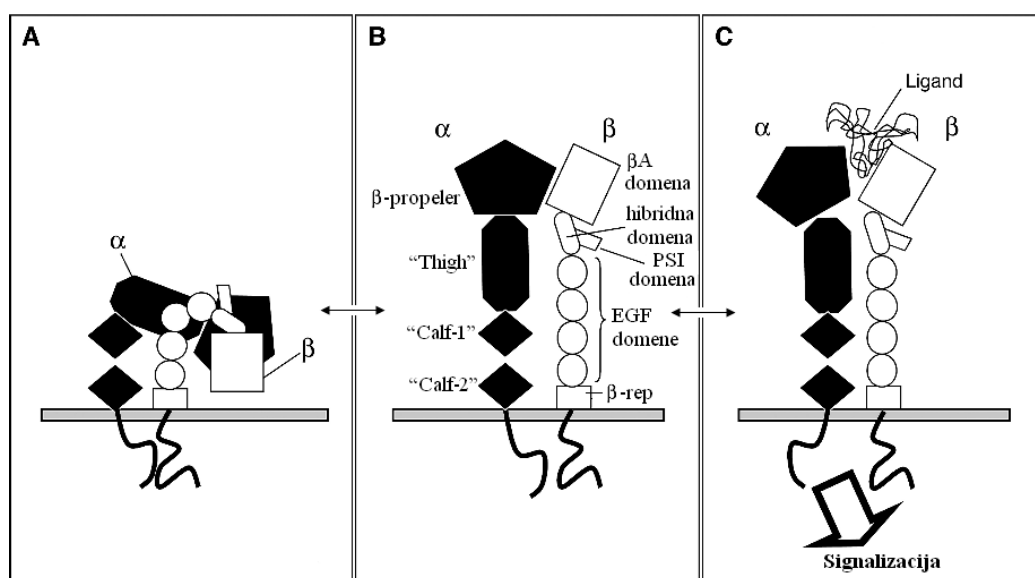 A
α
β
B
α
β
β-propeler
βA
domena
hibridna
domena
PSI
domena
“Thigh”
“Calf-1”
EGF
domene
“Calf-2”
β-rep
C
Ligand
α
β
Signalizacija